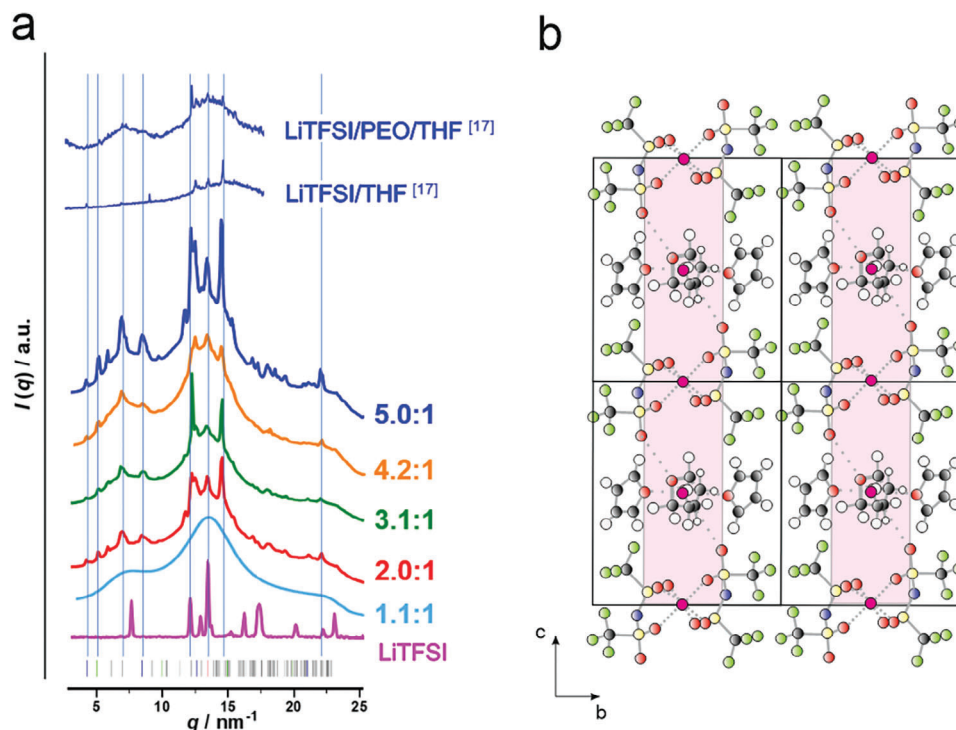 a
b
LiTFSI/PEO/THF [17]
LiTFSI/THF [17]
5.0:1
4.2:1
3.1:1
2.0:1
1.1:1
LiTFSI
I (q) / a.u.
5 10 15 20 25
q / nm⁻¹
c
b